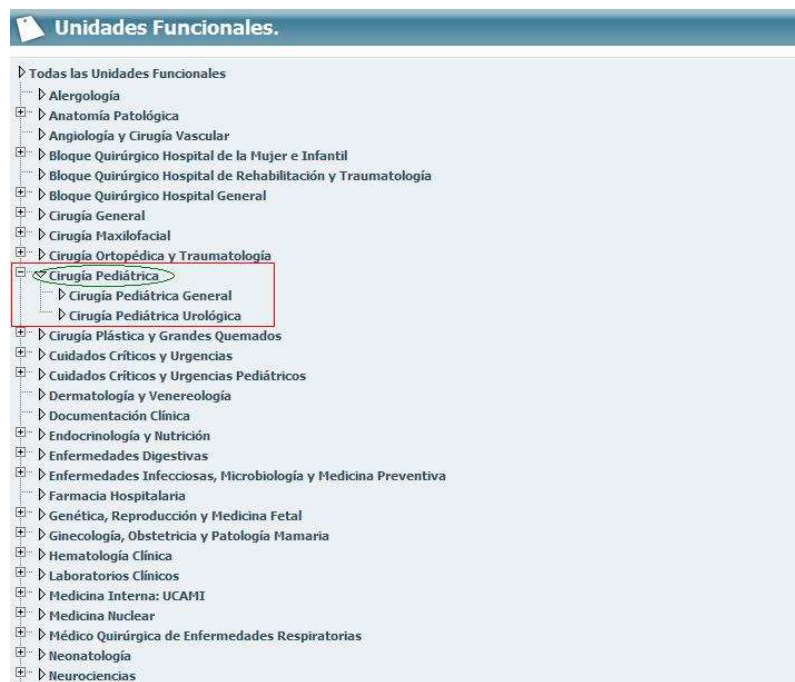 Unidades Funcionales.
Todas las Unidades Funcionales
Alergología
Anatomía Patológica
Angiología y Cirugía Vascular
Bloque Quirúrgico Hospital de la Mujer e Infantil
Bloque Quirúrgico Hospital de Rehabilitación y Traumatología
Bloque Quirúrgico Hospital General
Cirugía General
Cirugía Maxilofacial
Cirugía Ortopédica y Traumatología
Cirugía Pediátrica
Cirugía Pediátrica General
Cirugía Pediátrica Urológica
Cirugía Plástica y Grandes Quemados
Cuidados Críticos y Urgencias
Cuidados Críticos y Urgencias Pediátricos
Dermatología y Venereología
Documentación Clínica
Endocrinología y Nutrición
Enfermedades Digestivas
Enfermedades Infecciosas, Microbiología y Medicina Preventiva
Farmacia Hospitalaria
Genética, Reproducción y Medicina Fetal
Ginecología, Obstetricia y Patología Mamaria
Hematología Clínica
Laboratorios Clínicos
Medicina Interna: UCAMI
Medicina Nuclear
Médico Quirúrgica de Enfermedades Respiratorias
Neonatología
Neurociencias